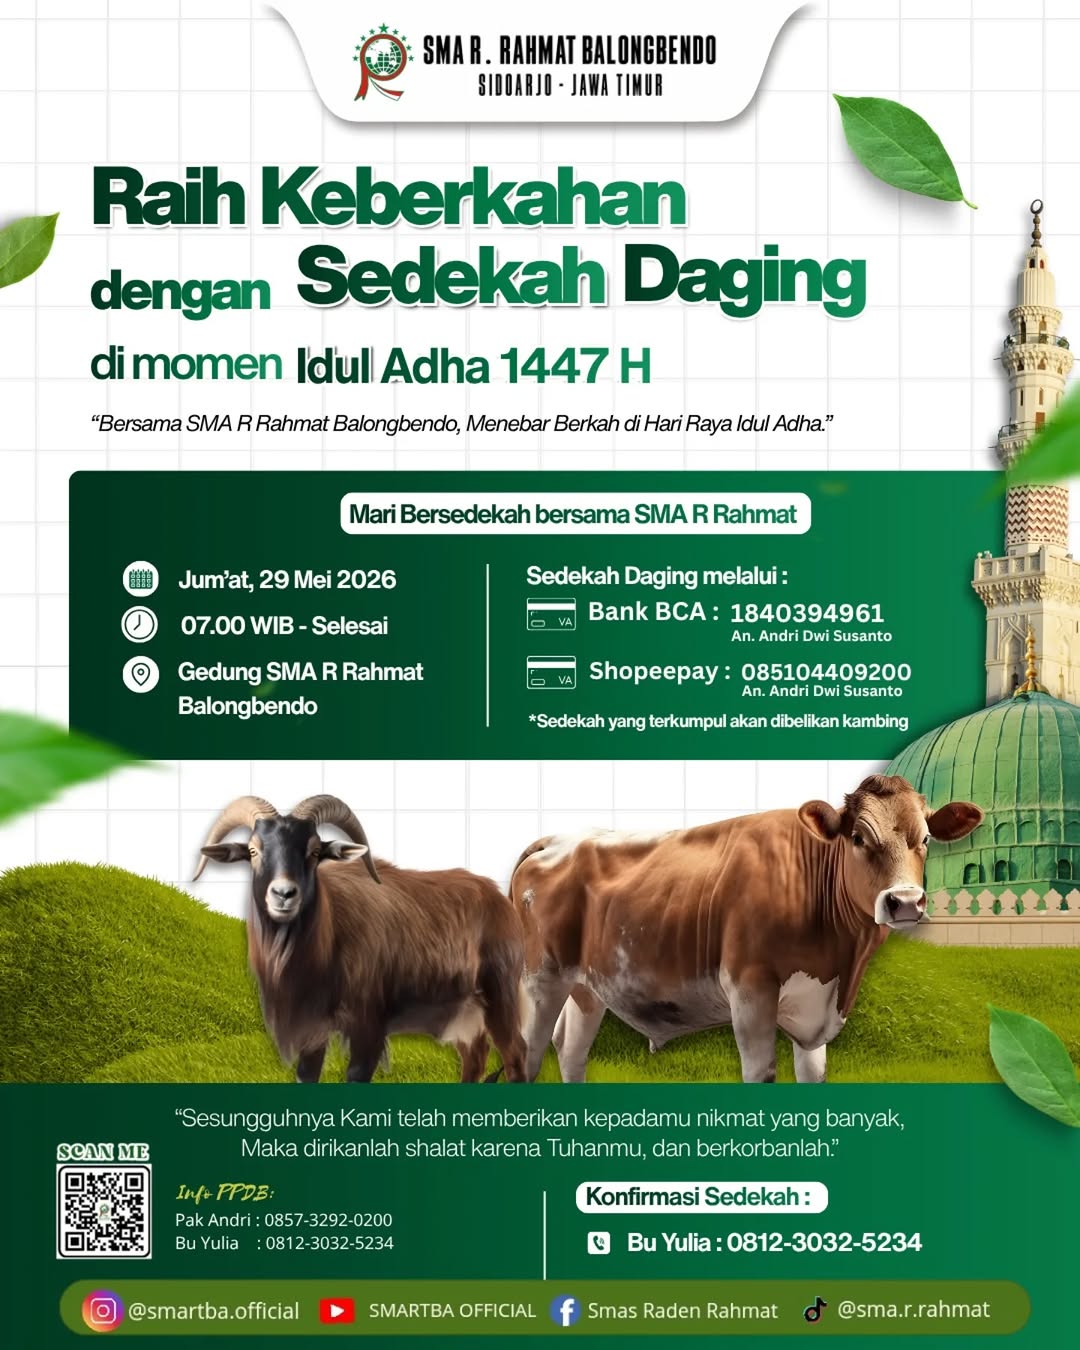 SMA R. RAHMAT BALONGBENDO
SIDOARJO - JAWA TIMUR
Raih Keberkahan
dengan Sedekah Daging
di momen Idul Adha 1447 H
“Bersama SMA R Rahmat Balongbendo, Menebar Berkah di Hari Raya Idul Adha.”
Mari Bersedekah bersama SMA R Rahmat
Jum'at, 29 Mei 2026
07.00 WIB - Selesai
Gedung SMA R Rahmat
Balongbendo
Sedekah Daging melalui :
VA
Bank BCA : 1840394961
An. Andri Dwi Susanto
VA
Shopeepay : 085104409200
An. Andri Dwi Susanto
*Sedekah yang terkumpul akan dibelikan kambing
“Sesungguhnya Kami telah memberikan kepadamu nikmat yang banyak,
Maka dirikanlah shalat karena Tuhanmu, dan berkorbanlah.”
SCAN ME
Info PPDB:
Pak Andri : 0857-3292-0200
Bu Yulia : 0812-3032-5234
Konfirmasi Sedekah :
Bu Yulia : 0812-3032-5234
@smartba.official
SMARTBA OFFICIAL
Smas Raden Rahmat
@sma.r.rahmat